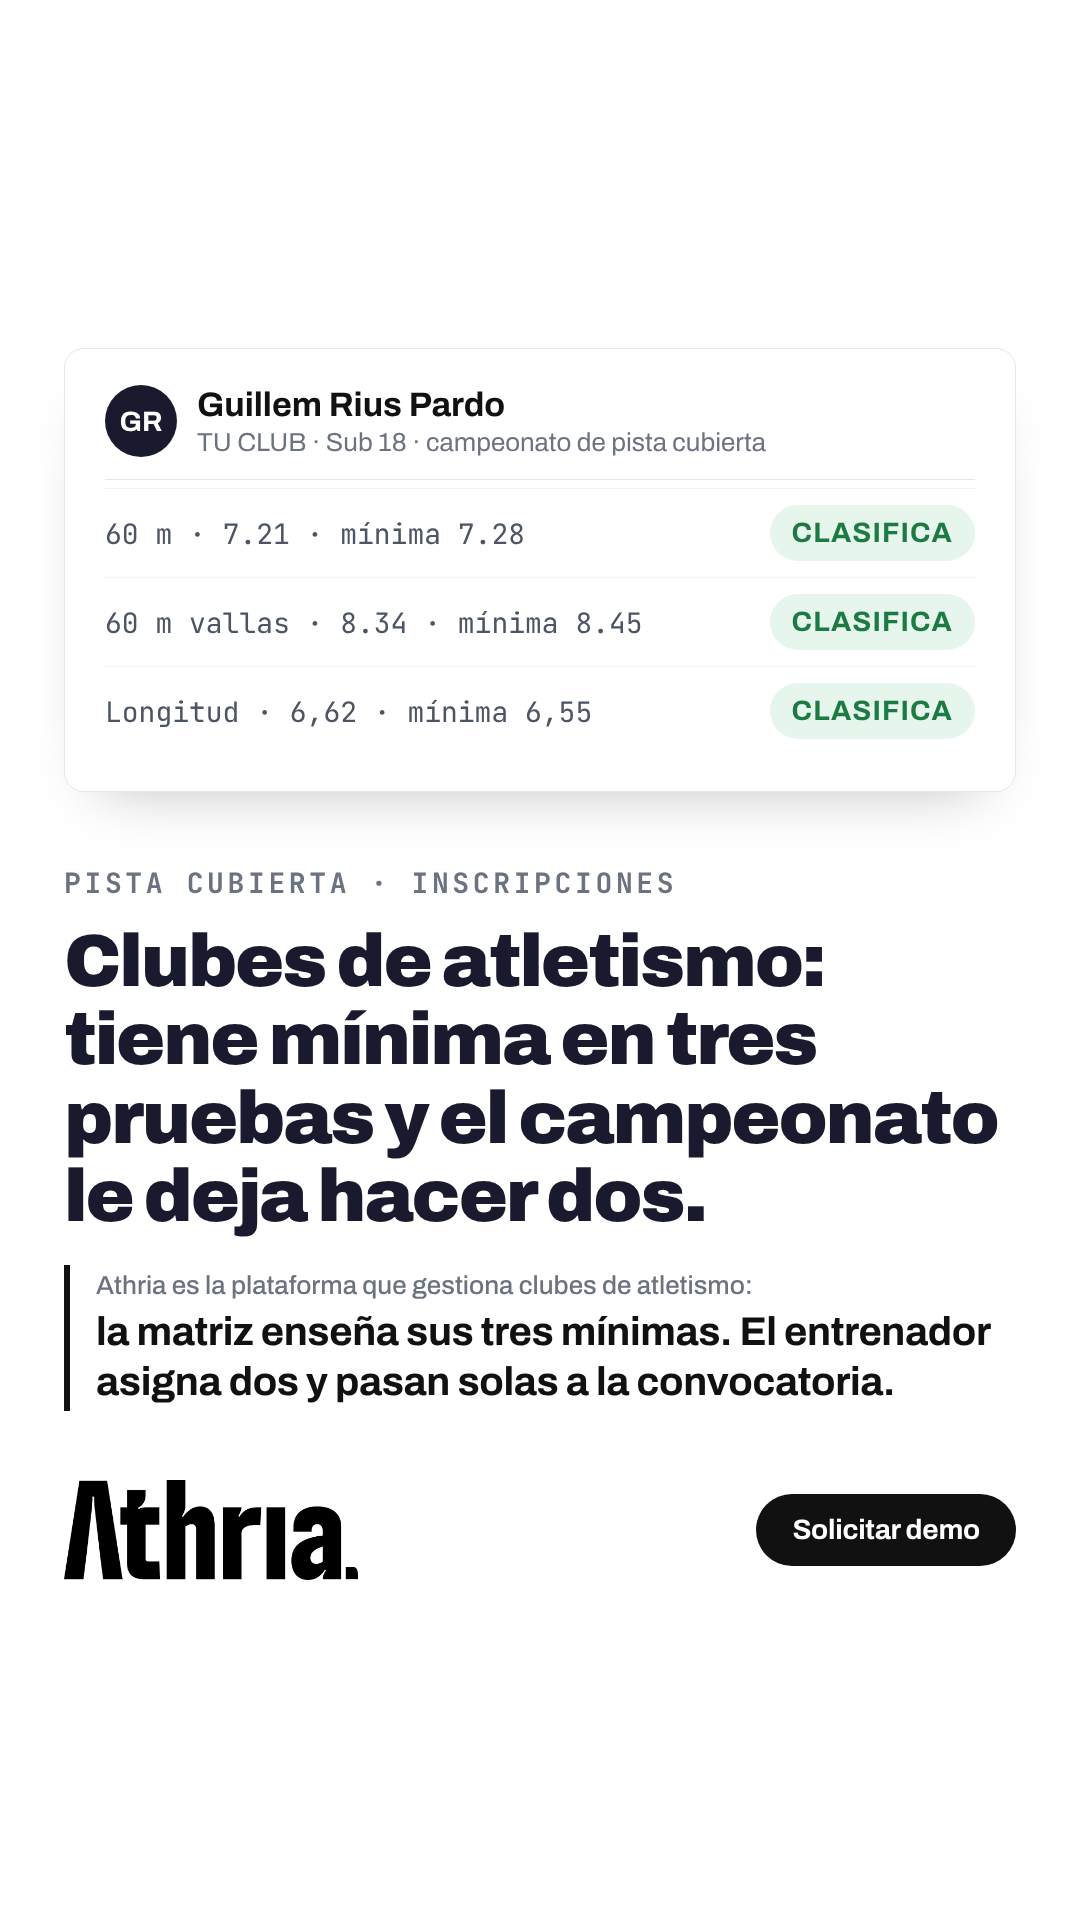 GR
Guillem Rius Pardo
TU CLUB · Sub 18 · campeonato de pista cubierta
60 m · 7.21 · mínima 7.28
CLASIFICA
60 m vallas · 8.34 · mínima 8.45
CLASIFICA
Longitud · 6,62 · mínima 6,55
CLASIFICA
PISTA CUBIERTA · INSCRIPCIONES
Clubes de atletismo:
tiene mínima en tres
pruebas y el campeonato
le deja hacer dos.
Athria es la plataforma que gestiona clubes de atletismo:
la matriz enseña sus tres mínimas. El entrenador
asigna dos y pasan solas a la convocatoria.
Athria.
Solicitar demo